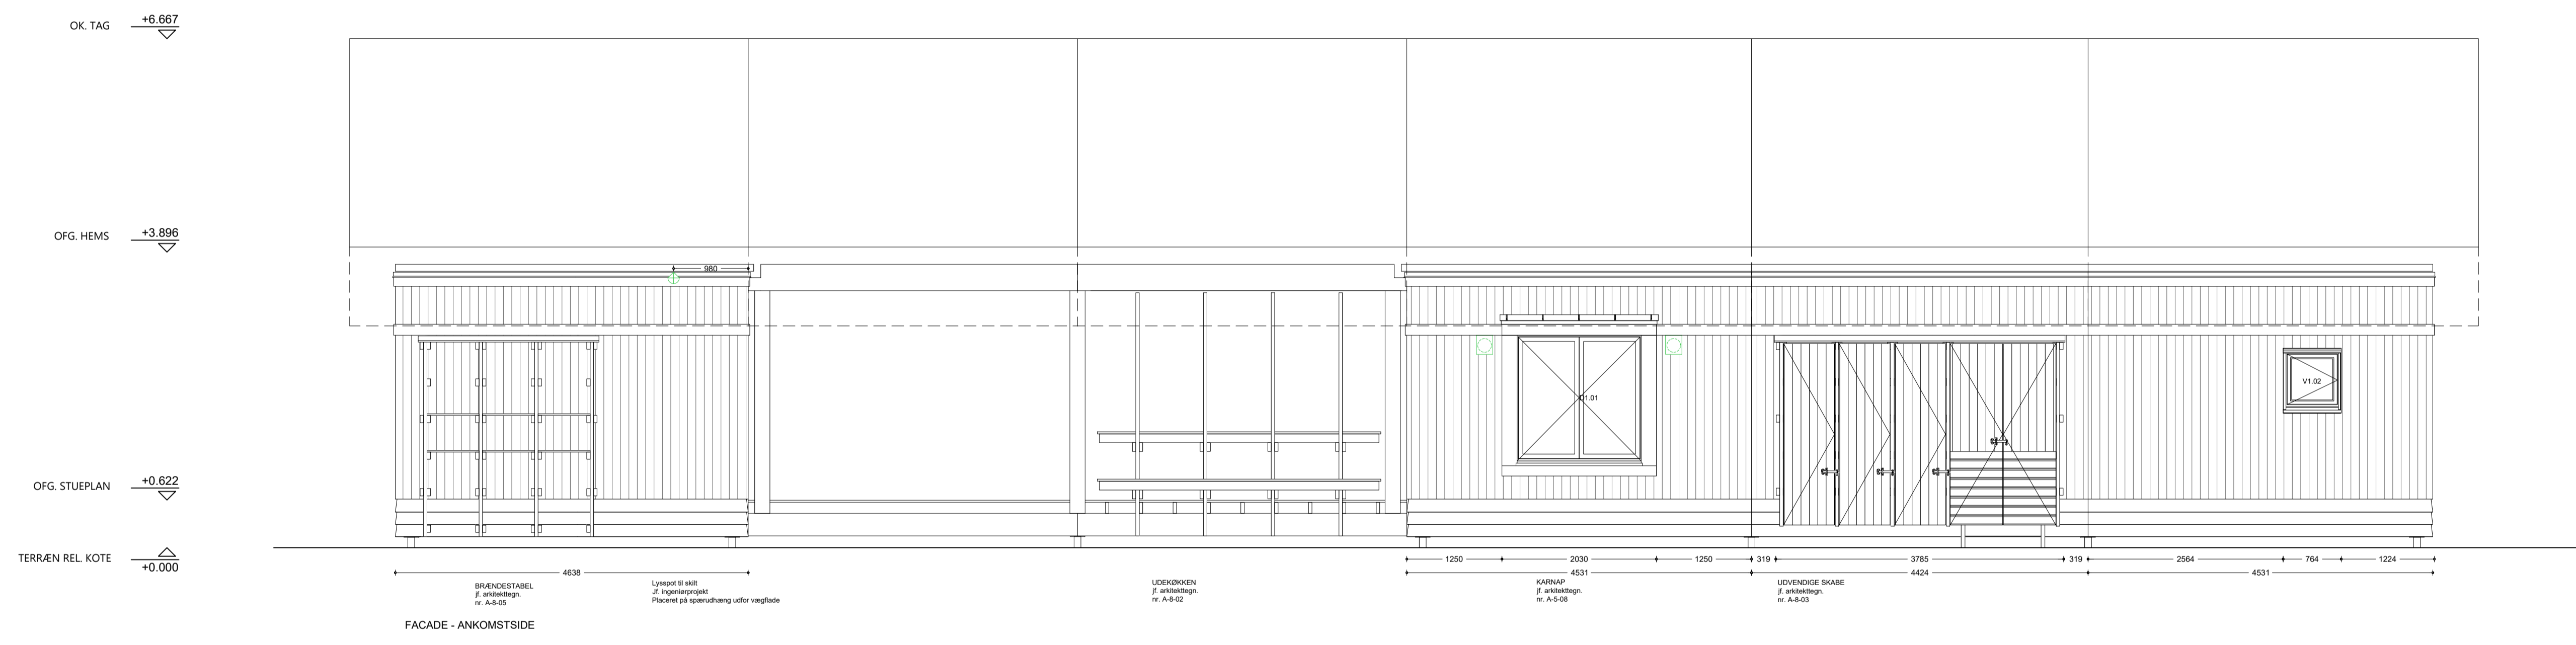 OK. TAG
+6.667
OFG. HEMS
+3.896
980
D1.01
V1.02
OFG. STUEPLAN
+0.622
TERRÆN REL. KOTE
+0.000
1250
2030
1250
319
3785
319
2564
764
1224
4638
4531
4424
4531
BRÆNDESTABEL
jf. arkitekttegn.
nr. A-8-05
Lysspot til skilt
Jf. ingeniørprojekt
Placeret på spærudhæng udfor vægflade
UDEKØKKEN
jf. arkitekttegn.
nr. A-8-02
KARNAP
jf. arkitekttegn.
nr. A-5-08
UDVENDIGE SKABE
jf. arkitekttegn.
nr. A-8-03
FACADE - ANKOMSTSIDE